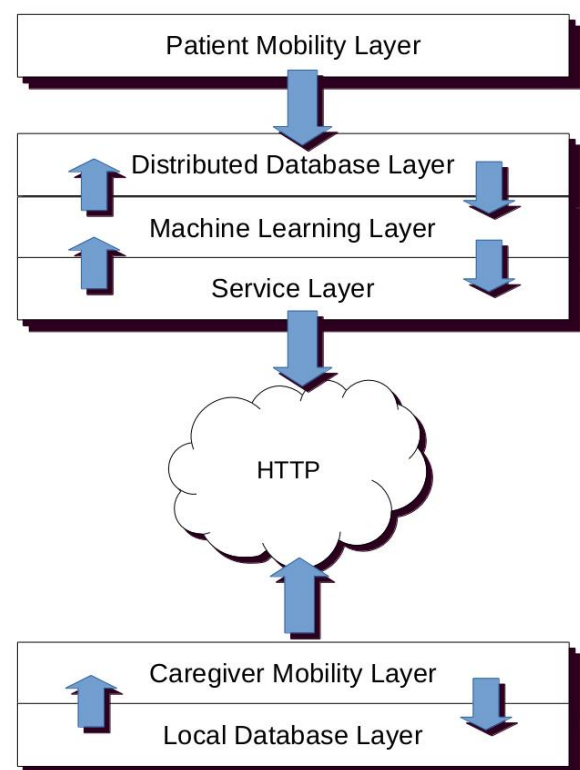 Patient Mobility Layer
Distributed Database Layer
Machine Learning Layer
Service Layer
HTTP
Caregiver Mobility Layer
Local Database Layer